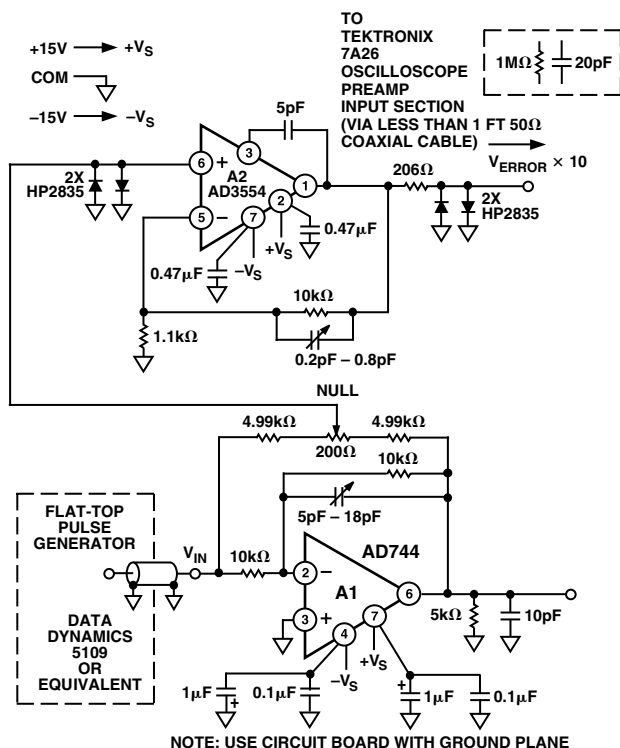 +15V +VS
COM
–15V –VS
TO
TEKTRONIX
7A26
OSCILLOSCOPE
PREAMP
INPUT SECTION
(VIA LESS THAN 1 FT 50Ω
COAXIAL CABLE)
1MΩ 20pF
VERROR × 10
5pF
3
6 +
A2
AD3554
1
2
5 –
7
2X
HP2835
206Ω
2X
HP2835
0.47μF
+VS
–VS
0.47μF
10kΩ
1.1kΩ
0.2pF – 0.8pF
NULL
4.99kΩ 4.99kΩ
200Ω
10kΩ
5pF – 18pF
FLAT-TOP
PULSE
GENERATOR
VIN
10kΩ
AD744
2 –
A1
6
3 +
7
4
5kΩ 10pF
DATA
DYNAMICS
5109
OR
EQUIVALENT
+VS
–VS
1μF
+
0.1μF
+
1μF
0.1μF
NOTE: USE CIRCUIT BOARD WITH GROUND PLANE